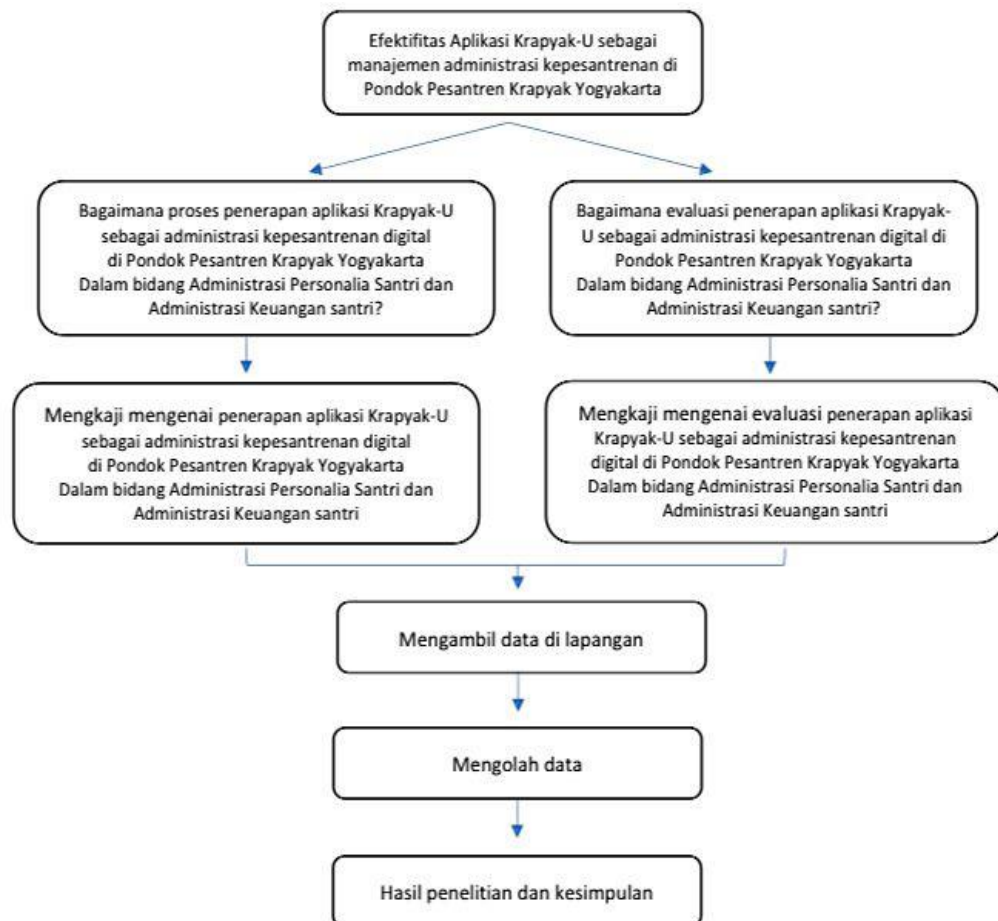 Efektifitas Aplikasi Krapyak-U sebagai
manajemen administrasi kepesantrenan di
Pondok Pesantren Krapyak Yogyakarta
Bagaimana proses penerapan aplikasi Krapyak-U
sebagai administrasi kepesantrenan digital
di Pondok Pesantren Krapyak Yogyakarta
Dalam bidang Administrasi Personalia Santri dan
Administrasi Keuangan santri?
Bagaimana evaluasi penerapan aplikasi Krapyak-
U sebagai administrasi kepesantrenan digital di
Pondok Pesantren Krapyak Yogyakarta
Dalam bidang Administrasi Personalia Santri dan
Administrasi Keuangan santri?
Mengkaji mengenai penerapan aplikasi Krapyak-U
sebagai administrasi kepesantrenan digital
di Pondok Pesantren Krapyak Yogyakarta
Dalam bidang Administrasi Personalia Santri dan
Administrasi Keuangan santri
Mengkaji mengenai evaluasi penerapan aplikasi
Krapyak-U sebagai administrasi kepesantrenan
digital di Pondok Pesantren Krapyak Yogyakarta
Dalam bidang Administrasi Personalia Santri dan
Administrasi Keuangan santri
Mengambil data di lapangan
Mengolah data
Hasil penelitian dan kesimpulan